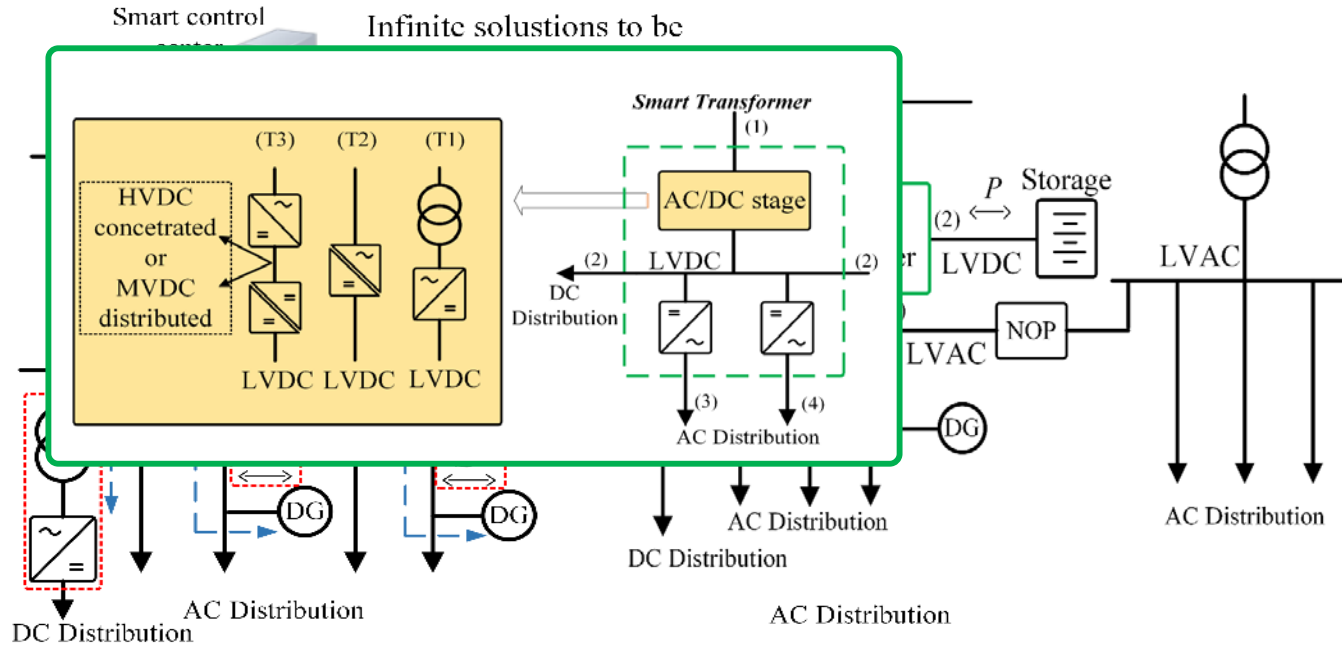 Smart control
Infinite solustions to be
Smart Transformer
(1)
(T3)
(T2)
(T1)
HVDC
concetrated
or
MVDC
distributed
LVDC
LVDC
LVDC
AC/DC stage
(2)
LVDC
(2)
DC
Distribution
(3)
(4)
AC Distribution
P
Storage
(2)
LVDC
LVAC
NOP
LVAC
DG
DG
DG
AC Distribution
DC Distribution
AC Distribution
AC Distribution
DC Distribution
AC Distribution